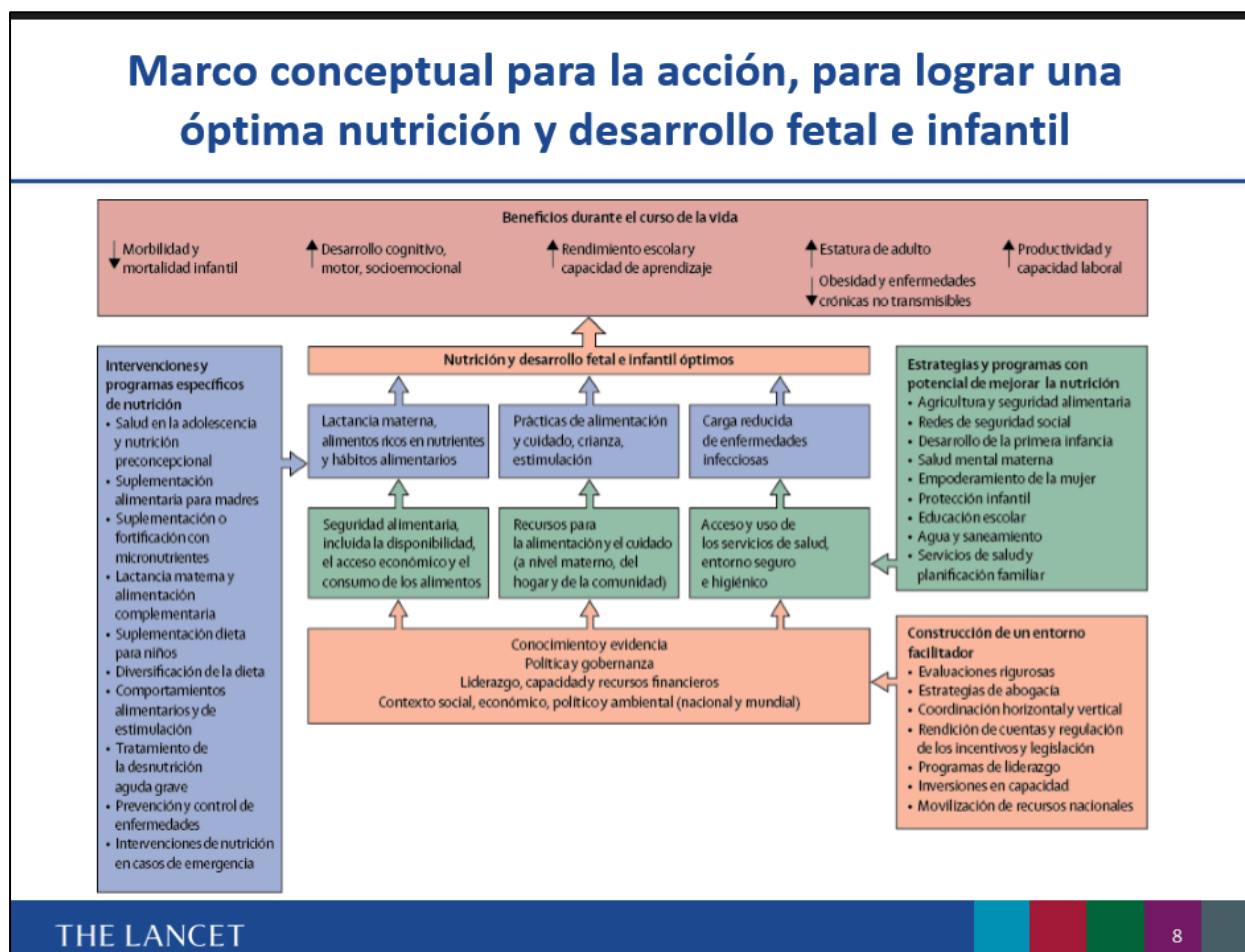 Marco conceptual para la acción, para lograr una
óptima nutrición y desarrollo fetal e infantil
Beneficios durante el curso de la vida
Morbilidad y
mortalidad infantil
Desarrollo cognitivo,
motor, socioemocional
Rendimiento escolar y
capacidad de aprendizaje
Estatura de adulto
Obesidad y enfermedades
crónicas no transmisibles
Productividad y
capacidad laboral
Nutrición y desarrollo fetal e infantil óptimos
Intervenciones y
programas específicos
de nutrición
• Salud en la adolescencia
y nutrición
preconcepcional
• Suplementación
alimentaria para madres
• Suplementación o
fortificación con
micronutrientes
• Lactancia materna y
alimentación
complementaria
• Suplementación dieta
para niños
• Diversificación de la dieta
• Comportamientos
alimentarios y de
estimulación
• Tratamiento de
la desnutrición
aguda grave
• Prevención y control de
enfermedades
• Intervenciones de nutrición
en casos de emergencia
Lactancia materna,
alimentos ricos en nutrientes
y hábitos alimentarios
Prácticas de alimentación
y cuidado, crianza,
estimulación
Carga reducida
de enfermedades
infecciosas
Seguridad alimentaria,
incluida la disponibilidad,
el acceso económico y el
consumo de los alimentos
Recursos para
la alimentación y el cuidado
(a nivel materno, del
hogar y de la comunidad)
Acceso y uso de
los servicios de salud,
entorno seguro
e higiénico
Conocimiento y evidencia
Política y gobernanza
Liderazgo, capacidad y recursos financieros
Contexto social, económico, político y ambiental (nacional y mundial)
Estrategias y programas con
potencial de mejorar la nutrición
• Agricultura y seguridad alimentaria
• Redes de seguridad social
• Desarrollo de la primera infancia
• Salud mental materna
• Empoderamiento de la mujer
• Protección infantil
• Educación escolar
• Agua y saneamiento
• Servicios de salud y
planificación familiar
Construcción de un entorno
facilitador
• Evaluaciones rigurosas
• Estrategias de abogacía
• Coordinación horizontal y vertical
• Rendición de cuentas y regulación
de los incentivos y legislación
• Programas de liderazgo
• Inversiones en capacidad
• Movilización de recursos nacionales
THE LANCET
8